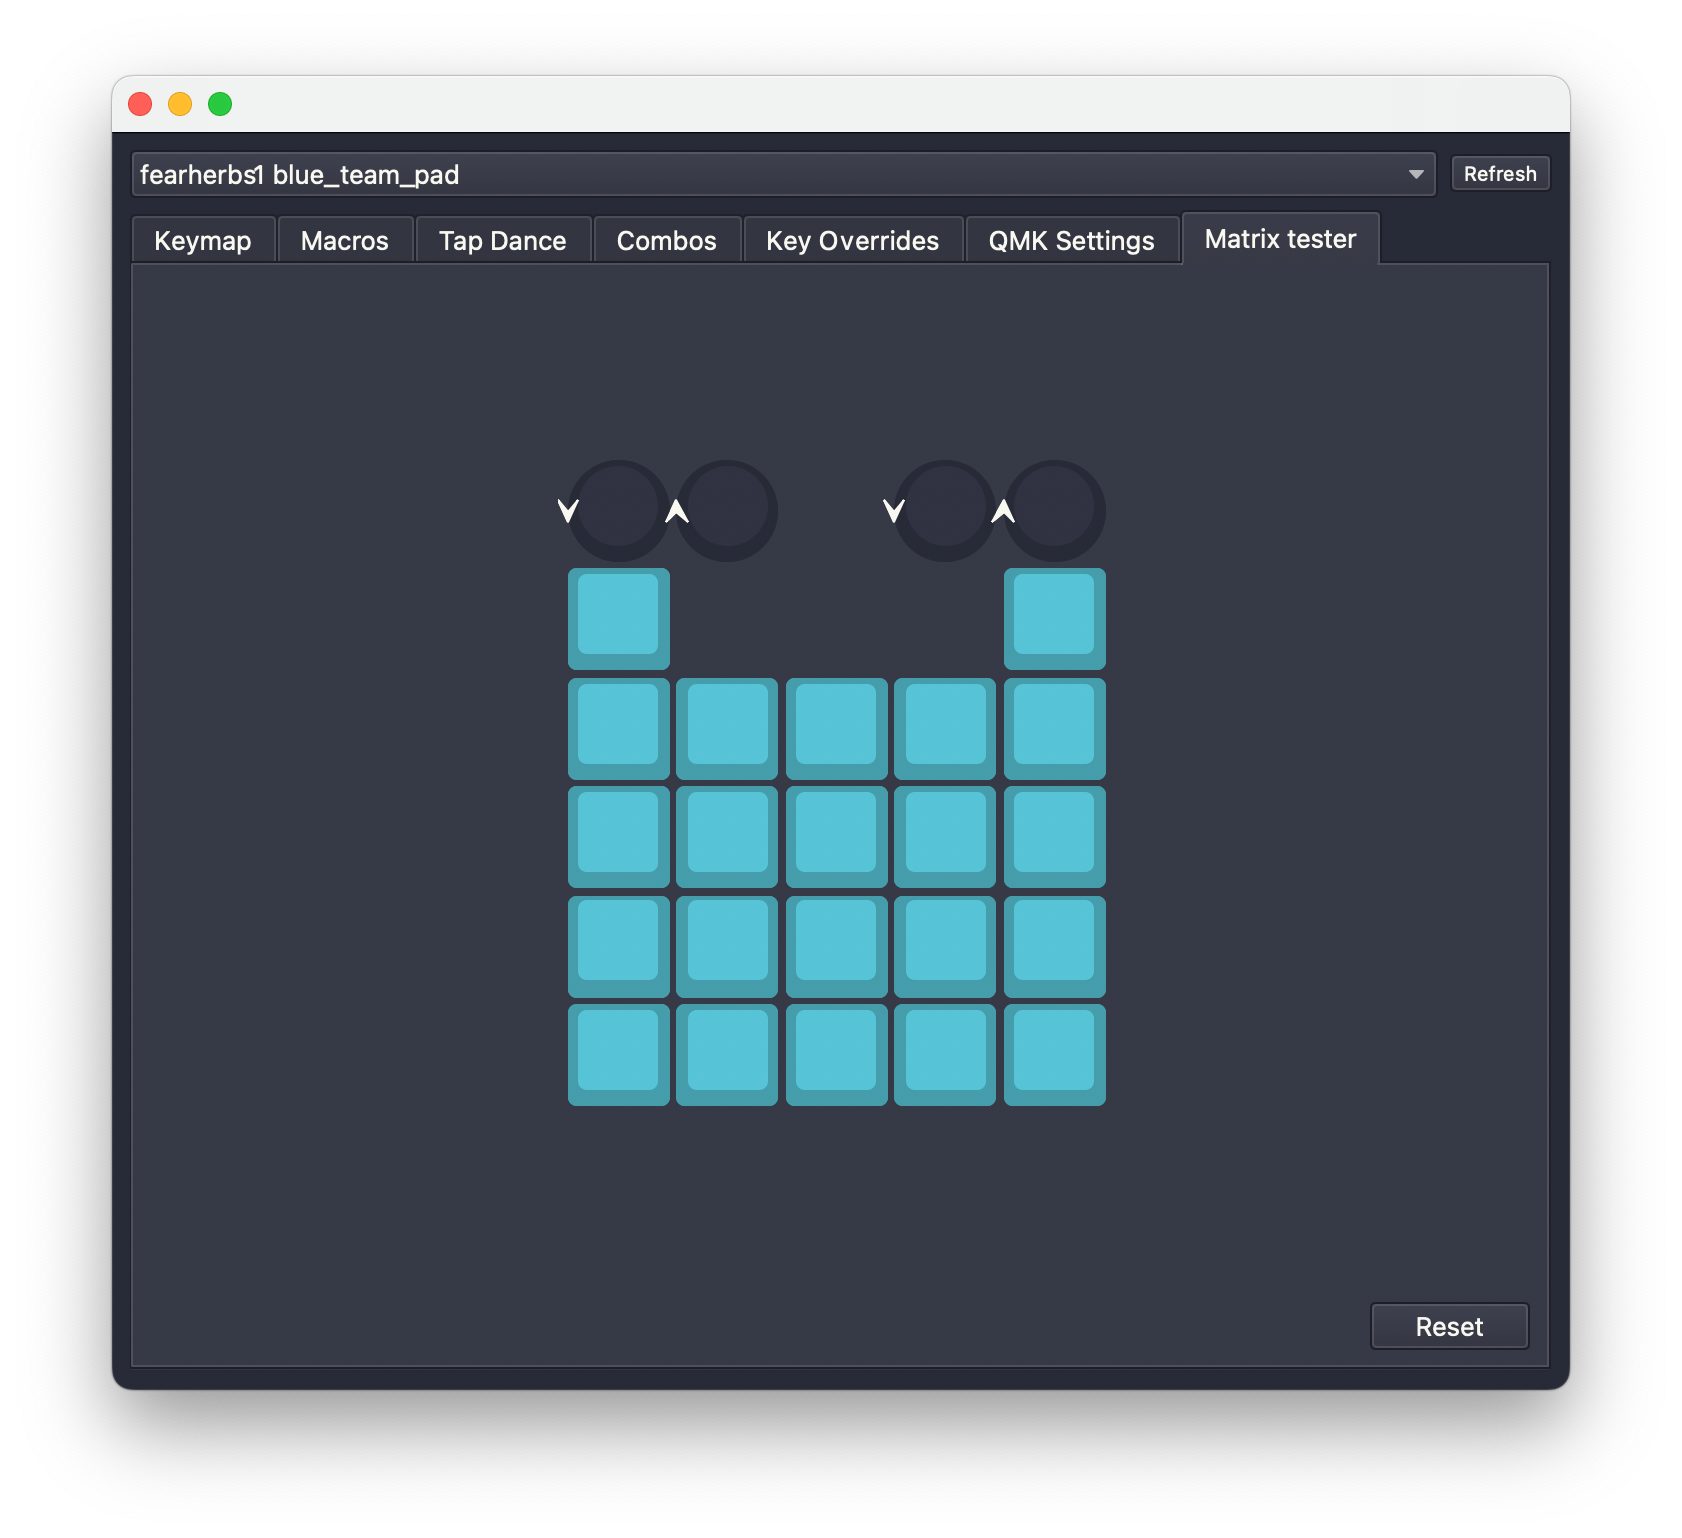 fearherbs1 blue_team_pad
Refresh
Keymap Macros Tap Dance Combos Key Overrides QMK Settings Matrix tester
Reset